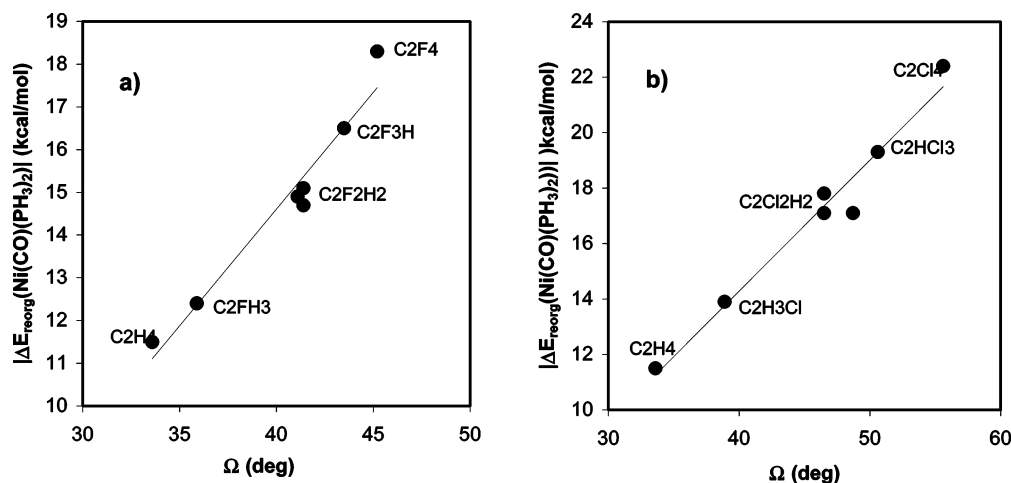 a)
|ΔEreorg(Ni(CO)(PH3)2)| (kcal/mol)
19
18
17
16
15
14
13
12
11
10
C2F4
C2F3H
C2F2H2
C2FH3
C2H4
30
35
40
45
50
Ω (deg)
b)
|ΔEreorg(Ni(CO)(PH3)2))| )kcal/mol)
24
22
20
18
16
14
12
10
C2Cl4
C2HCl3
C2Cl2H2
C2H3Cl
C2H4
30
40
50
60
Ω (deg)